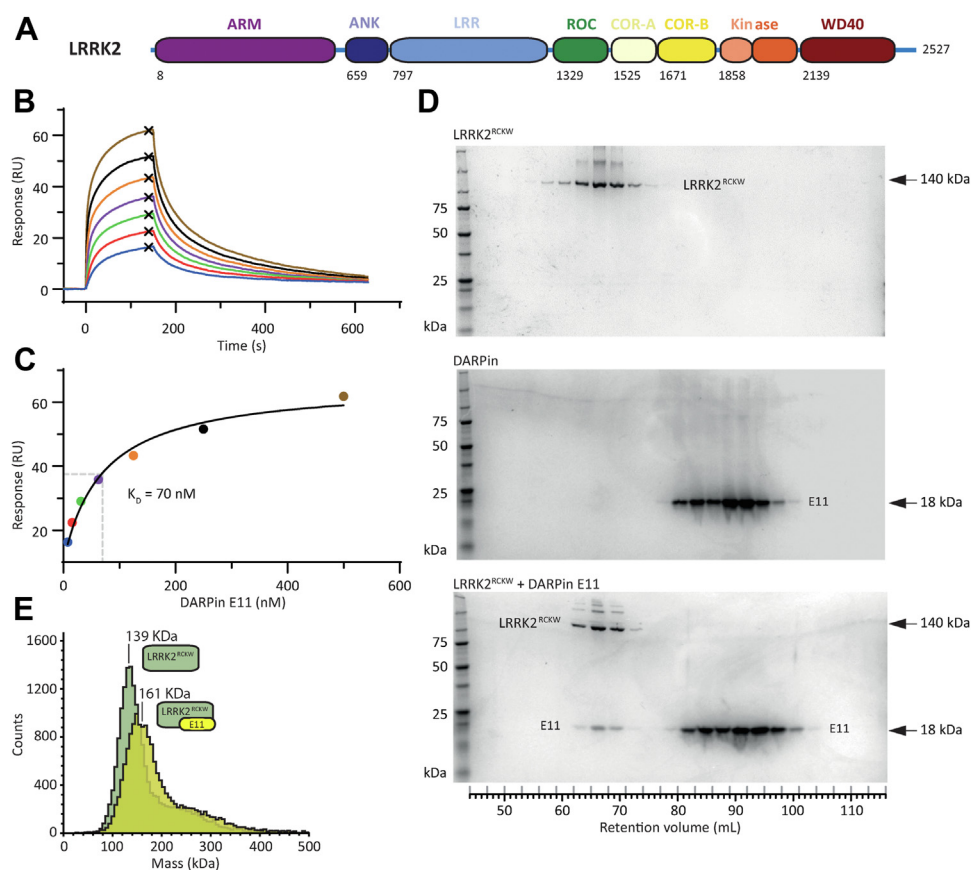 A
LRRK2
ARM ANK LRR ROC COR-A COR-B Kinase WD40
8 659 797 1329 1525 1671 1858 2139 2527
B
Response (RU)
60
40
20
0
0 200 400 600
Time (s)
C
Response (RU)
60
40
20
K_D = 70 nM
0 200 400 600
DARPin E11 (nM)
E
139 KDa
LRRK2^RCKW
161 KDa
LRRK2^RCKW
E11
Counts
1600
1200
800
400
0
0 100 200 300 400 500
Mass (kDa)
D
LRRK2^RCKW
LRRK2^RCKW
140 kDa
75
50
25
kDa
DARPin
75
50
25
kDa
E11
18 kDa
LRRK2^RCKW + DARPin E11
LRRK2^RCKW
140 kDa
75
50
25
kDa
E11
E11
18 kDa
50 60 70 80 90 100 110
Retention volume (mL)